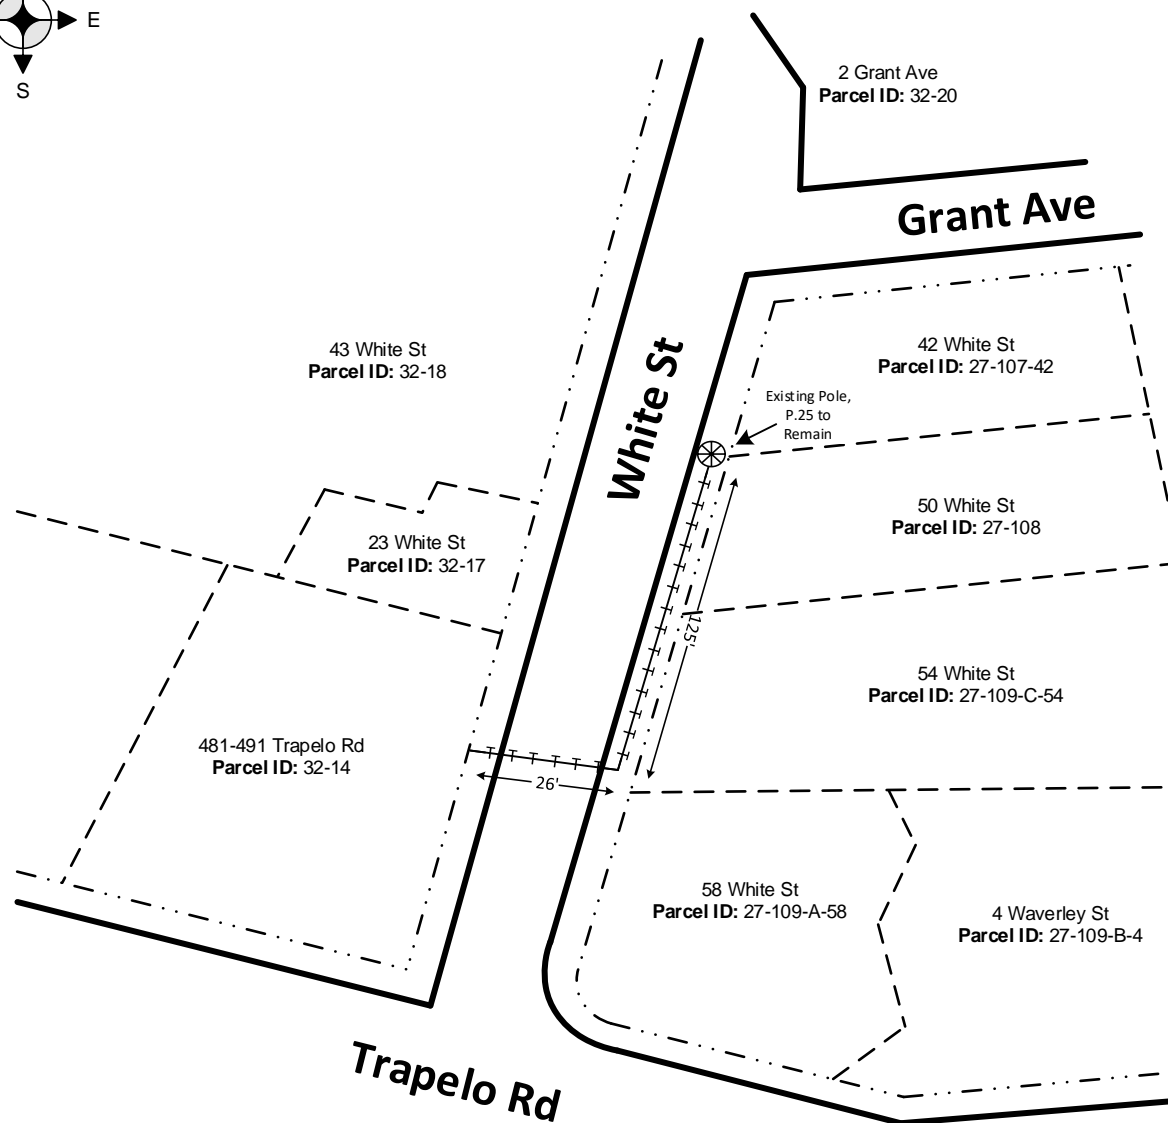 E
S
2 Grant Ave
Parcel ID: 32-20
Grant Ave
43 White St
Parcel ID: 32-18
White St
42 White St
Parcel ID: 27-107-42
Existing Pole,
P.25 to
Remain
50 White St
Parcel ID: 27-108
23 White St
Parcel ID: 32-17
125'
54 White St
Parcel ID: 27-109-C-54
481-491 Trapelo Rd
Parcel ID: 32-14
26'
58 White St
Parcel ID: 27-109-A-58
4 Waverley St
Parcel ID: 27-109-B-4
Trapelo Rd